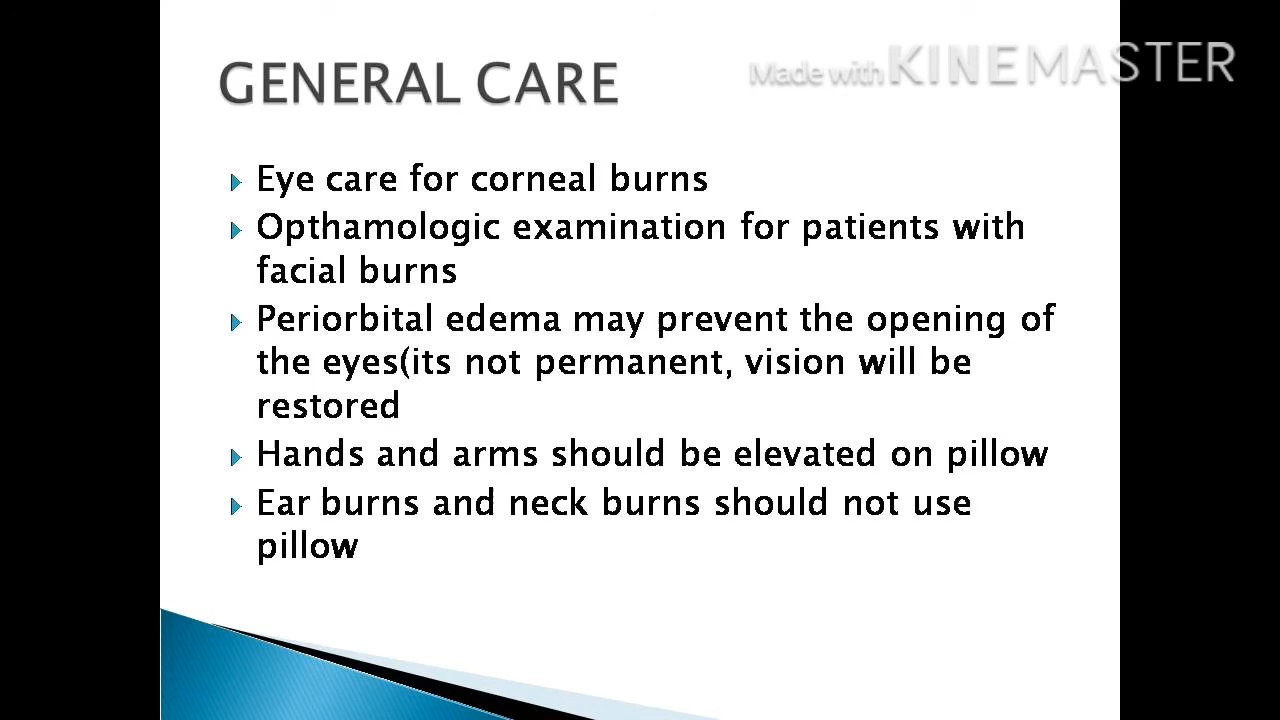 GENERAL CARE
Made with KINEMASTER
Eye care for corneal burns
Opthamologic examination for patients with
facial burns
Periorbital edema may prevent the opening of
the eyes(its not permanent, vision will be
restored
Hands and arms should be elevated on pillow
Ear burns and neck burns should not use
pillow